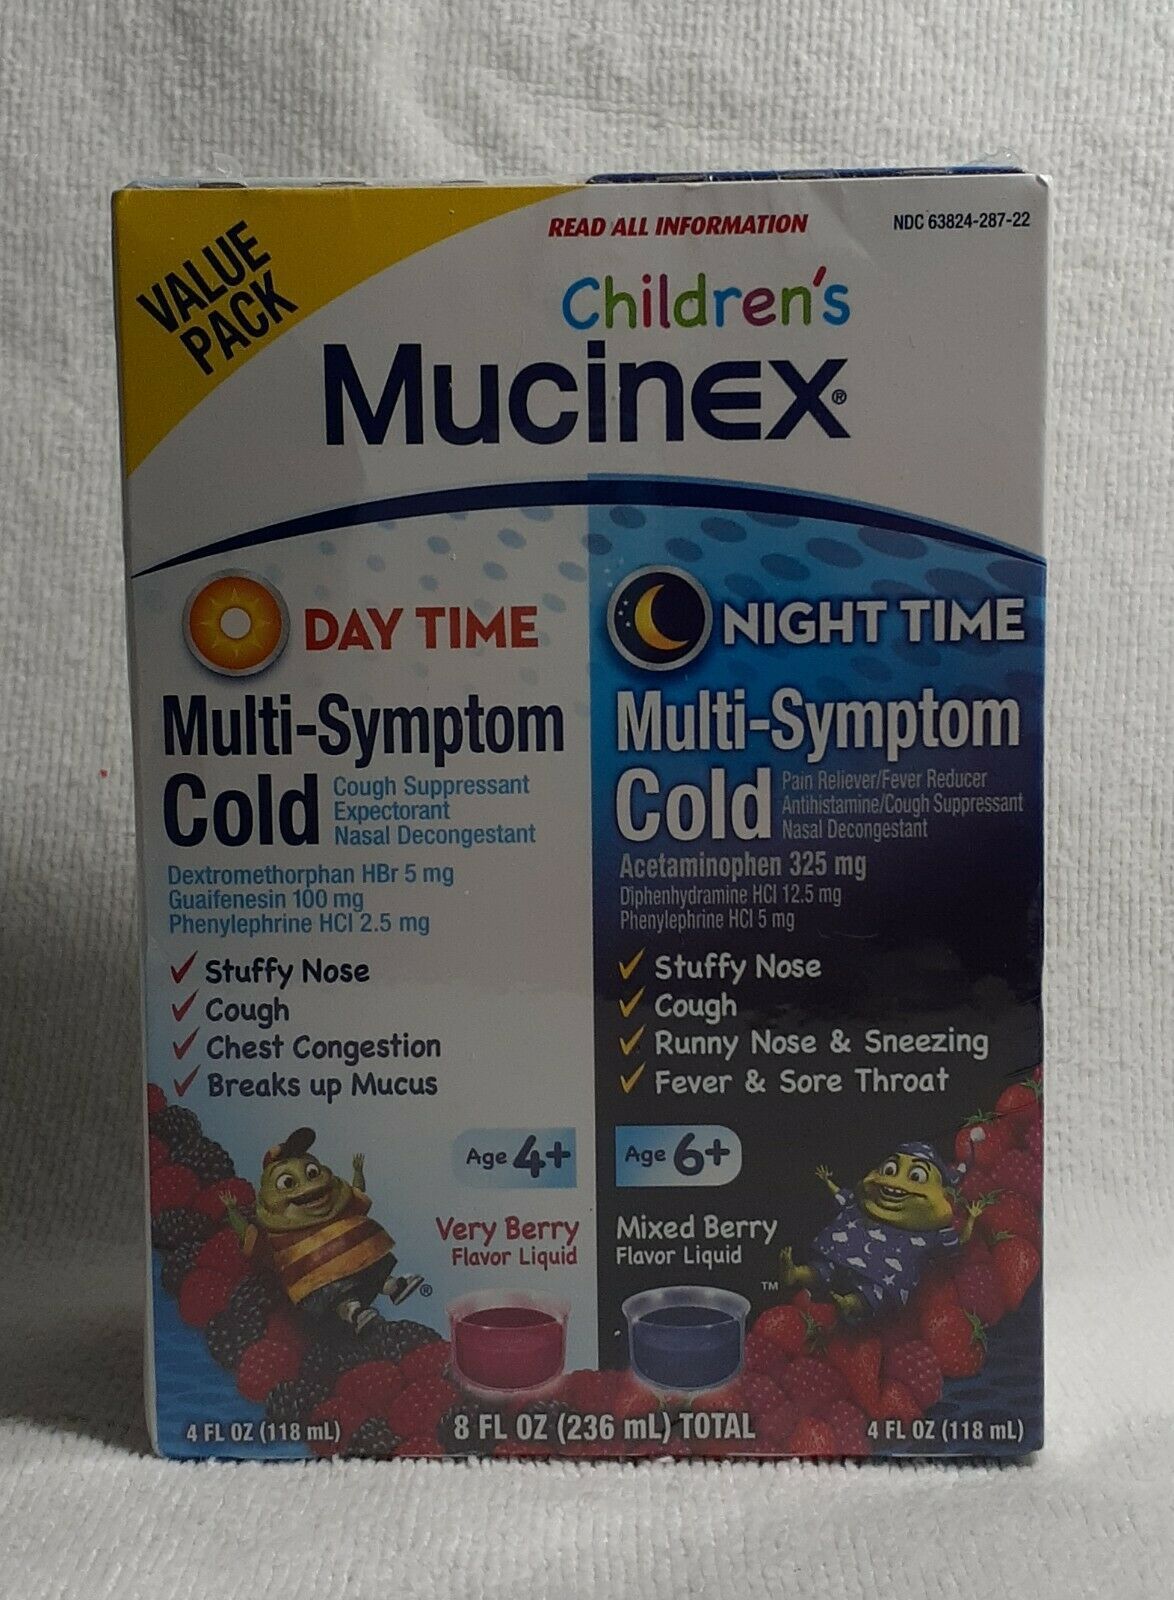 VALUE
PACK
READ ALL INFORMATION
NDC 63824-287-22
Children's
Mucinex®
DAY TIME
Multi-Symptom
Cold
Cough Suppressant
Expectorant
Nasal Decongestant
Dextromethorphan HBr 5 mg
Guaifenesin 100 mg
Phenylephrine HCl 2.5 mg
✓ Stuffy Nose
✓ Cough
✓ Chest Congestion
✓ Breaks up Mucus
Age 4+
Very Berry
Flavor Liquid
®
4 FL OZ (118 mL)
NIGHT TIME
Multi-Symptom
Cold
Pain Reliever/Fever Reducer
Antihistamine/Cough Suppressant
Nasal Decongestant
Acetaminophen 325 mg
Diphenhydramine HCl 12.5 mg
Phenylephrine HCl 5 mg
✓ Stuffy Nose
✓ Cough
✓ Runny Nose & Sneezing
✓ Fever & Sore Throat
Age 6+
Mixed Berry
Flavor Liquid
™
8 FL OZ (236 mL) TOTAL
4 FL OZ (118 mL)